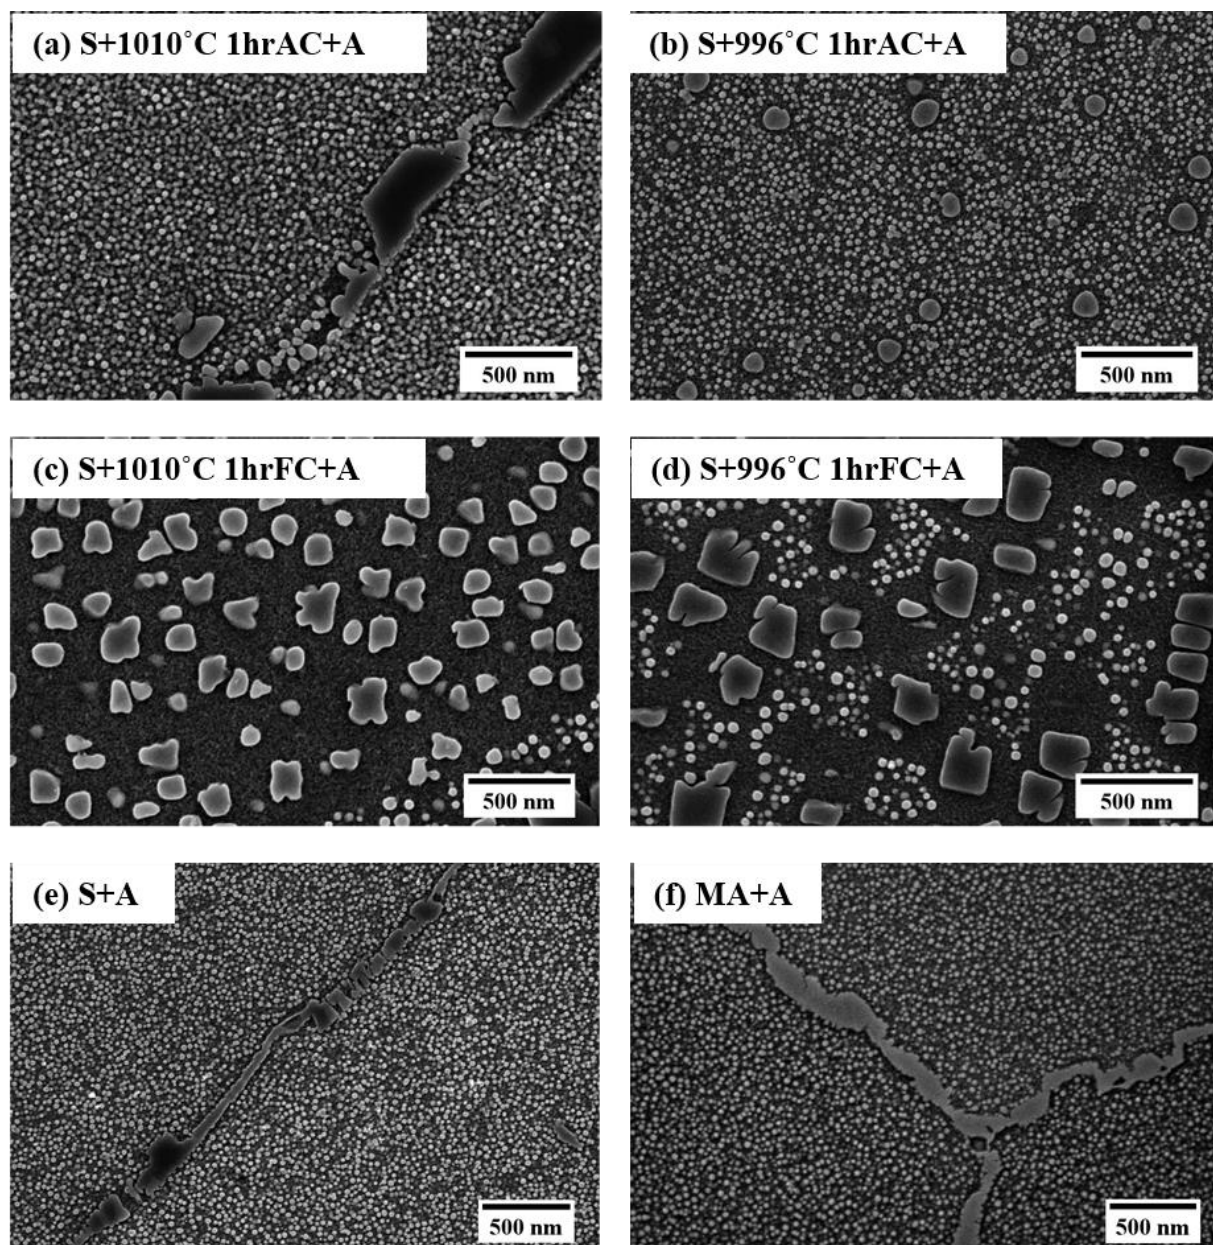 (a) S+1010˚C 1hrAC+A
(b) S+996˚C 1hrAC+A
500 nm
500 nm
(c) S+1010˚C 1hrFC+A
(d) S+996˚C 1hrFC+A
500 nm
500 nm
(e) S+A
(f) MA+A
500 nm
500 nm